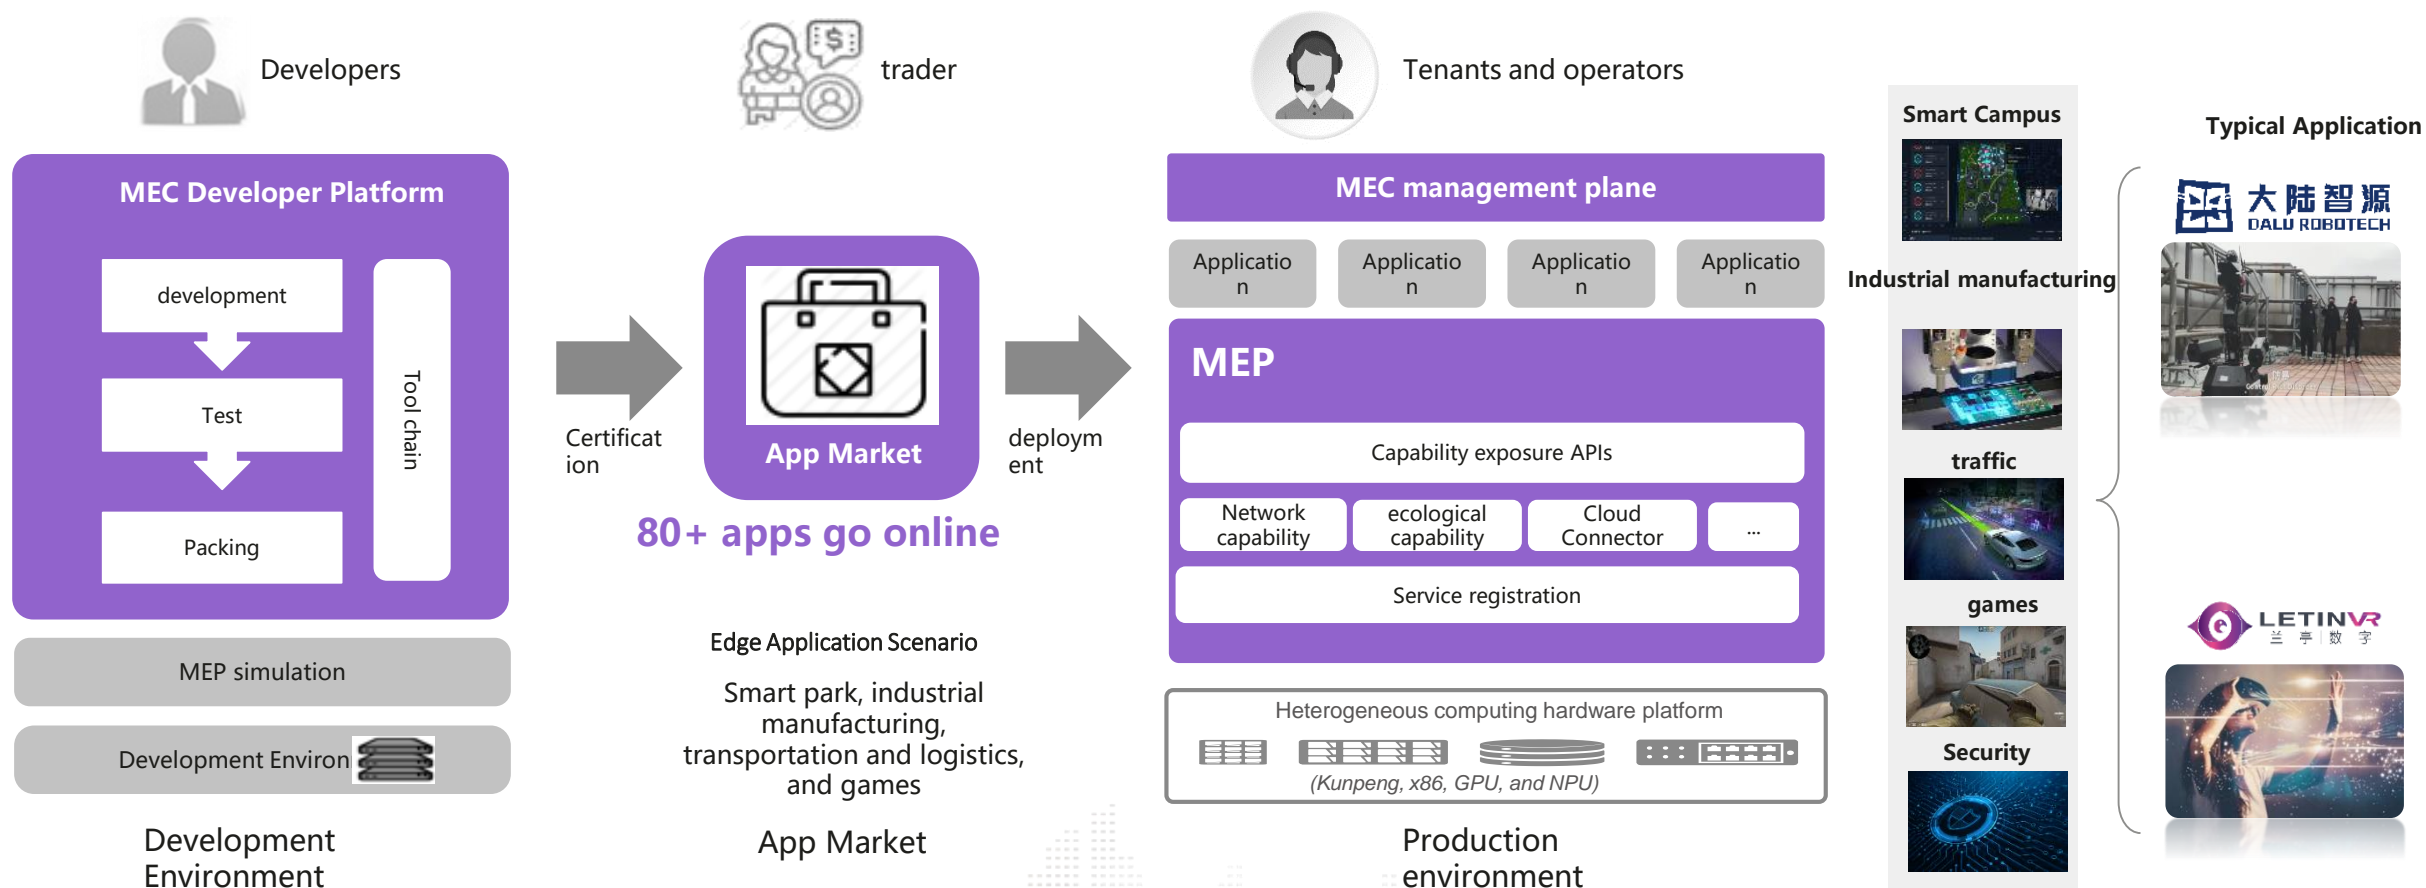 Developers
trader
Tenants and operators
MEC Developer Platform
development
Test
Packing
Tool chain
MEP simulation
Development Environ
Development
Environment
Certificat
ion
App Market
80+ apps go online
Edge Application Scenario
Smart park, industrial
manufacturing,
transportation and logistics,
and games
App Market
deploym
ent
MEC management plane
Applicatio
n
Applicatio
n
Applicatio
n
Applicatio
n
MEP
Capability exposure APIs
Network
capability
ecological
capability
Cloud
Connector
...
Service registration
Heterogeneous computing hardware platform
(Kunpeng, x86, GPU, and NPU)
Production
environment
Smart Campus
Industrial manufacturing
traffic
games
Security
Typical Application
大陆智源
DALU ROBOTECH
LETINVR
兰亭数字